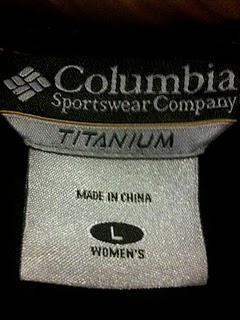 Columbia
Sportswear Company
TITANIUM
MADE IN CHINA
L
WOMEN'S